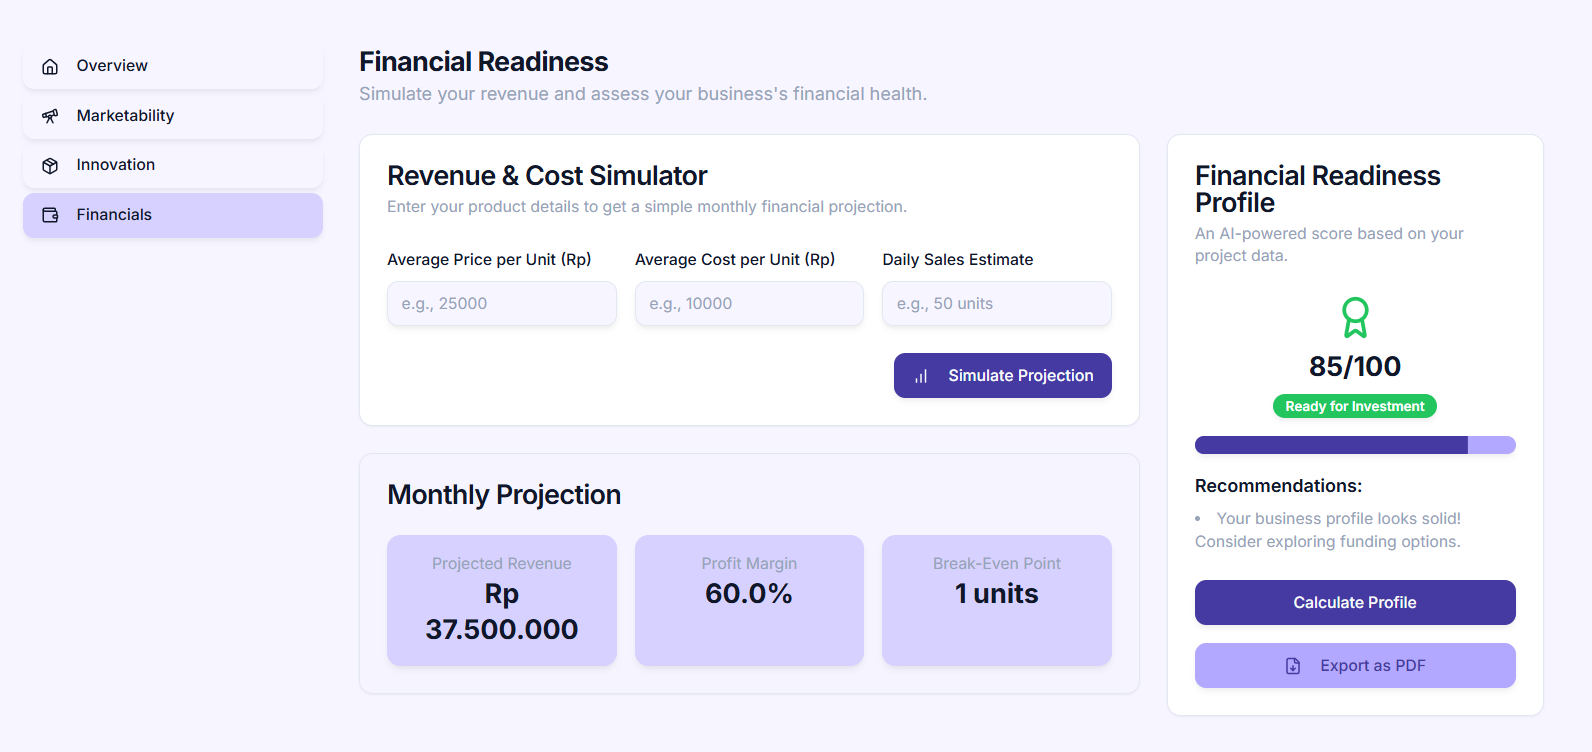 Overview
Marketability
Innovation
Financials
Financial Readiness
Simulate your revenue and assess your business's financial health.
Revenue & Cost Simulator
Enter your product details to get a simple monthly financial projection.
Average Price per Unit (Rp)
e.g., 25000
Average Cost per Unit (Rp)
e.g., 10000
Daily Sales Estimate
e.g., 50 units
Simulate Projection
Monthly Projection
Projected Revenue
Rp
37.500.000
Profit Margin
60.0%
Break-Even Point
1 units
Financial Readiness
Profile
An AI-powered score based on your
project data.
85/100
Ready for Investment
Recommendations:
• Your business profile looks solid!
Consider exploring funding options.
Calculate Profile
Export as PDF